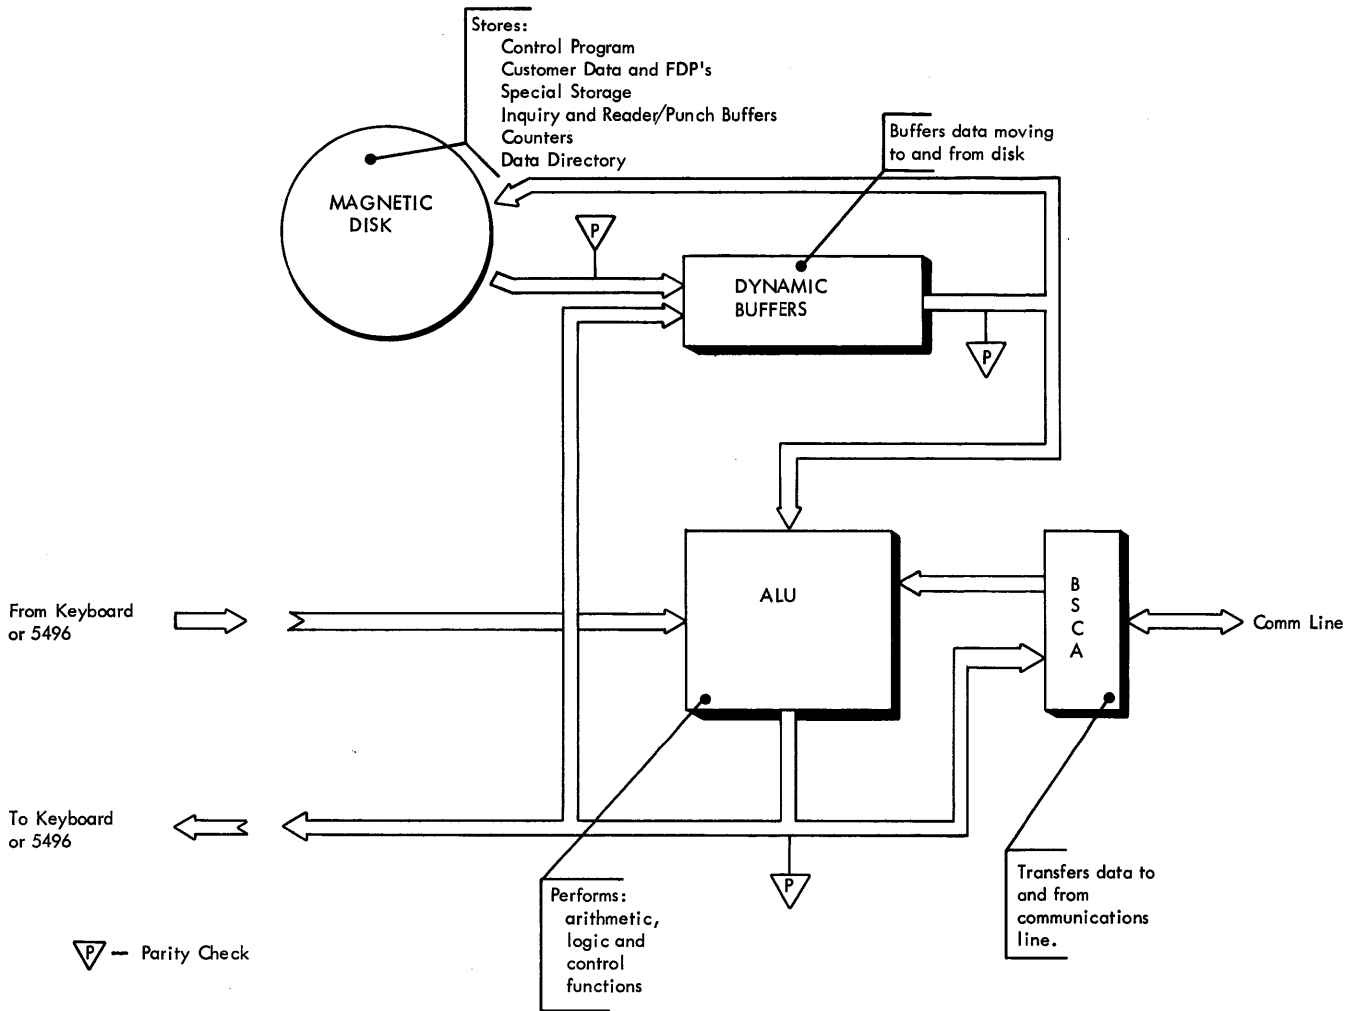 Stores:
Control Program
Customer Data and FDP's
Special Storage
Inquiry and Reader/Punch Buffers
Counters
Data Directory
Buffers data moving
to and from disk
MAGNETIC
DISK
P
DYNAMIC
BUFFERS
P
ALU
B
S
C
A
From Keyboard
or 5496
Comm Line
To Keyboard
or 5496
P
Performs:
arithmetic,
logic and
control
functions
Transfers data to
and from
communications
line.
P – Parity Check